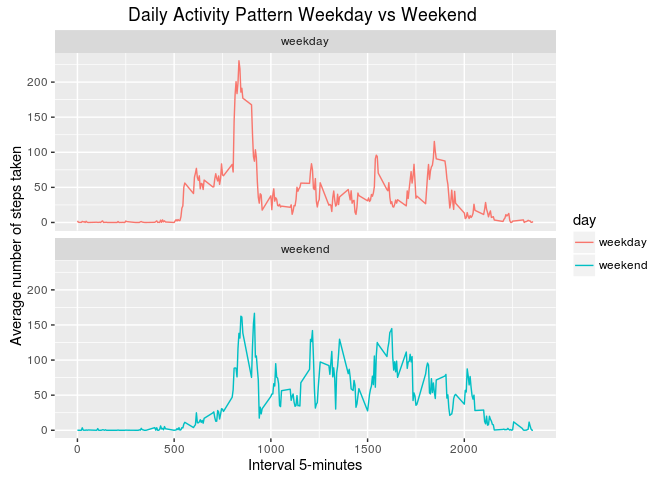 Daily Activity Pattern Weekday vs Weekend
weekday
200
150
100
50
0
weekend
200
150
100
50
0
0 500 1000 1500 2000
Interval 5-minutes
Average number of steps taken
day
weekday
weekend